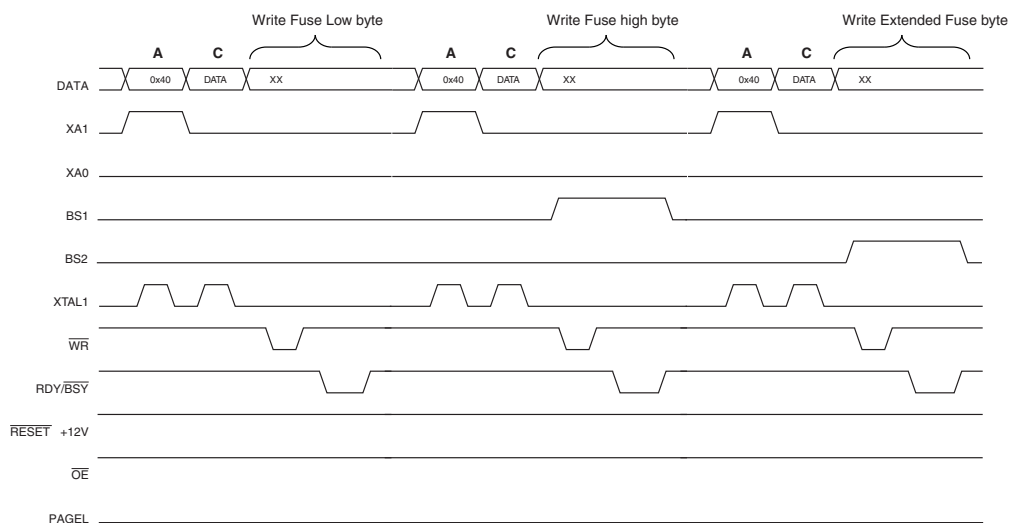 Write Fuse Low byte Write Fuse high byte Write Extended Fuse byte
A C A C A C
DATA 0x40 DATA XX 0x40 DATA XX 0x40 DATA XX
XA1
XA0
BS1
BS2
XTAL1
WR
RDY/BSY
RESET +12V
OE
PAGEL